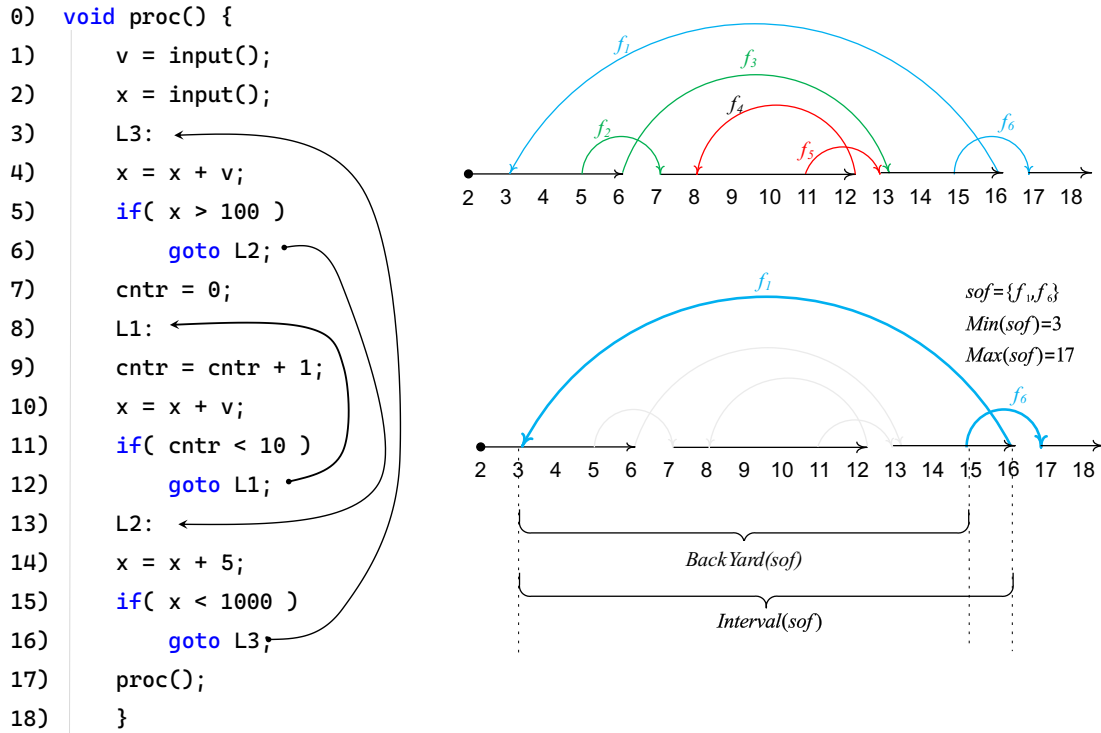 0) void proc() {
1) v = input();
2) x = input();
3) L3:
4) x = x + v;
5) if( x > 100 )
6) goto L2;
7) cntr = 0;
8) L1:
9) cntr = cntr + 1;
10) x = x + v;
11) if( cntr < 10 )
12) goto L1;
13) L2:
14) x = x + 5;
15) if( x < 1000 )
16) goto L3;
17) proc();
18) }
f₁
f₃
f₄
f₂
f₅
f₆
2 3 4 5 6 7 8 9 10 11 12 13 14 15 16 17 18
f₁
sof={f₁,f₆}
Min(sof)=3
Max(sof)=17
f₆
2 3 4 5 6 7 8 9 10 11 12 13 14 15 16 17 18
BackYard(sof)
Interval(sof)